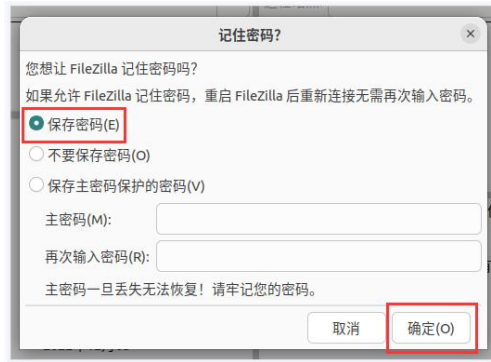 记住密码?
您想让 FileZilla 记住密码吗?
如果允许 FileZilla 记住密码，重启 FileZilla 后重新连接无需再次输入密码。
保存密码(E)
不要保存密码(O)
保存主密码保护的密码(V)
主密码(M):
再次输入密码(R):
主密码一旦丢失无法恢复！请牢记您的密码。
取消
确定(O)